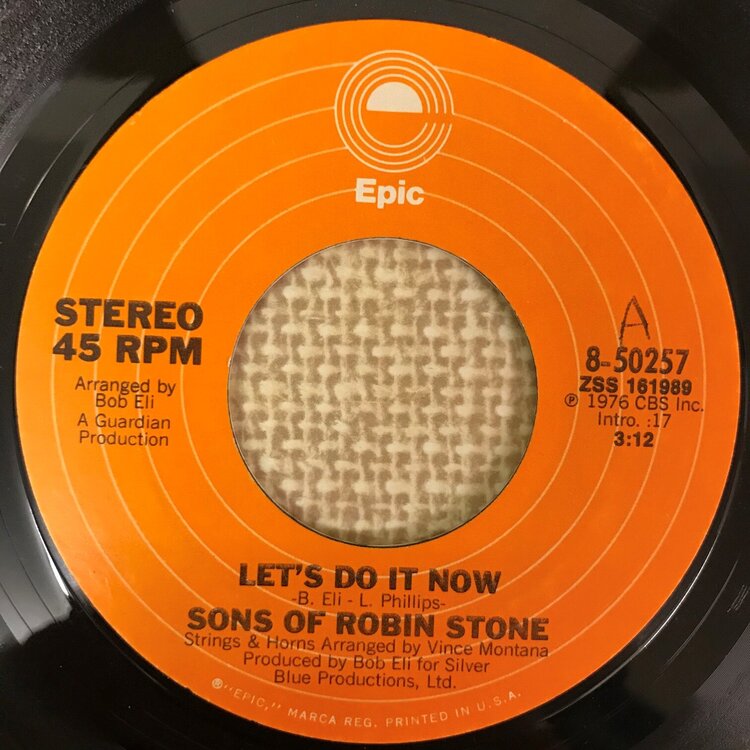 Epic
STEREO
45 RPM
Arranged by
Bob Eli
A Guardian
Production
A
8-50257
ZSS 161989
℗ 1976 CBS Inc.
Intro. :17
3:12
LET'S DO IT NOW
-B. Eli - L. Phillips-
SONS OF ROBIN STONE
Strings & Horns Arranged by Vince Montana
Produced by Bob Eli for Silver
Blue Productions, Ltd.
®"EPIC," MARCA REG. PRINTED IN U.S.A.